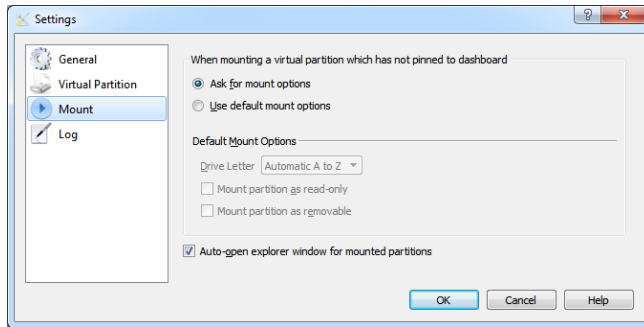 Settings
General
Virtual Partition
Mount
Log
When mounting a virtual partition which has not pinned to dashboard
Ask for mount options
Use default mount options
Default Mount Options
Drive Letter Automatic A to Z
Mount partition as read-only
Mount partition as removable
Auto-open explorer window for mounted partitions
OK Cancel Help